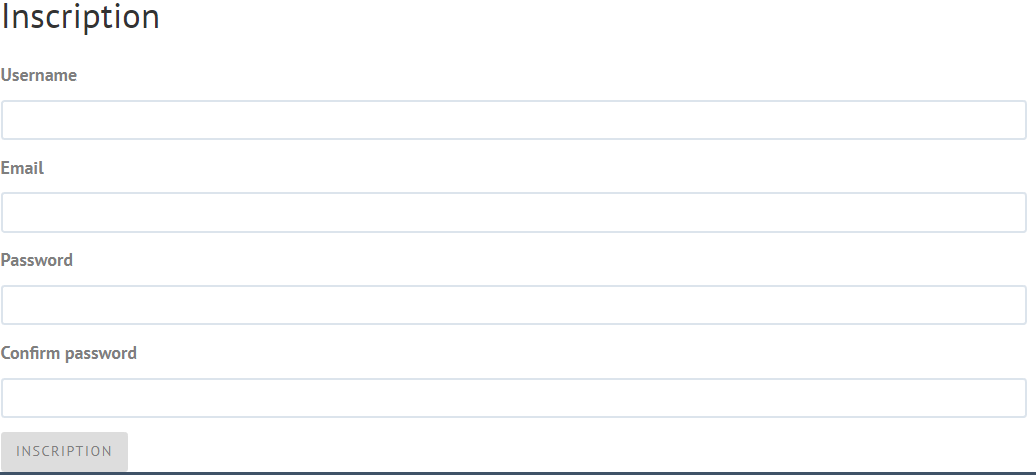 Inscription
Username
Email
Password
Confirm password
INSCRIPTION